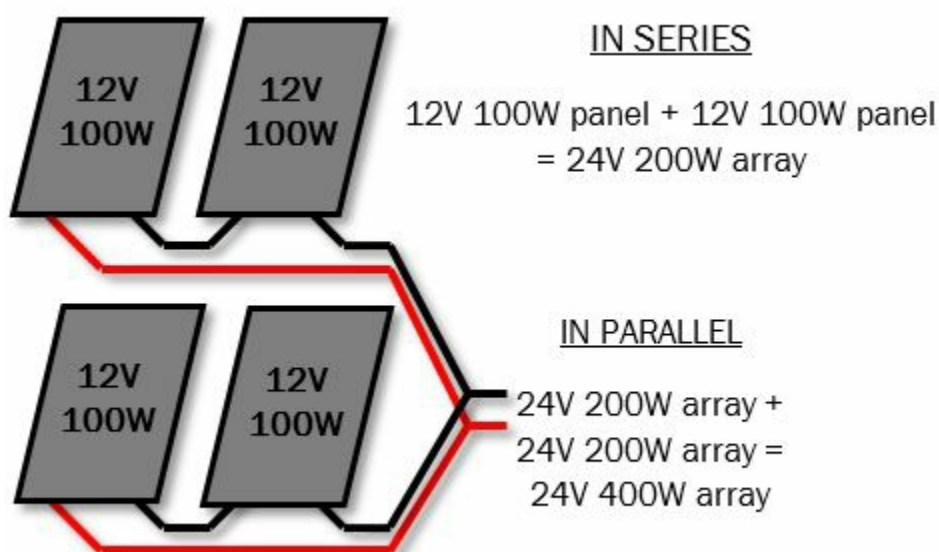 12V
100W
12V
100W
IN SERIES
12V 100W panel + 12V 100W panel
= 24V 200W array
12V
100W
12V
100W
IN PARALLEL
24V 200W array +
24V 200W array =
24V 400W array